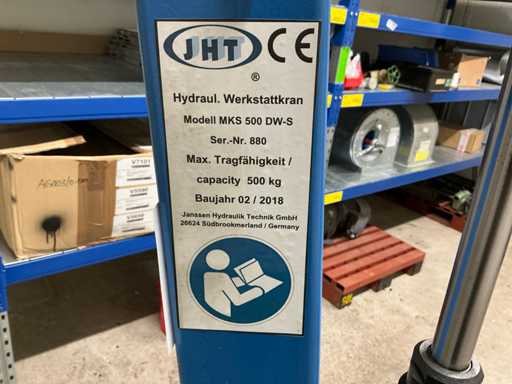 JHT CE
®
Hydraul. Werkstattkran
Modell MKS 500 DW-S
Ser.-Nr. 880
Max. Tragfähigkeit /
capacity 500 kg
Baujahr 02 / 2018
Janssen Hydraulik Technik GmbH
26624 Südbrookmerland / Germany
V7101